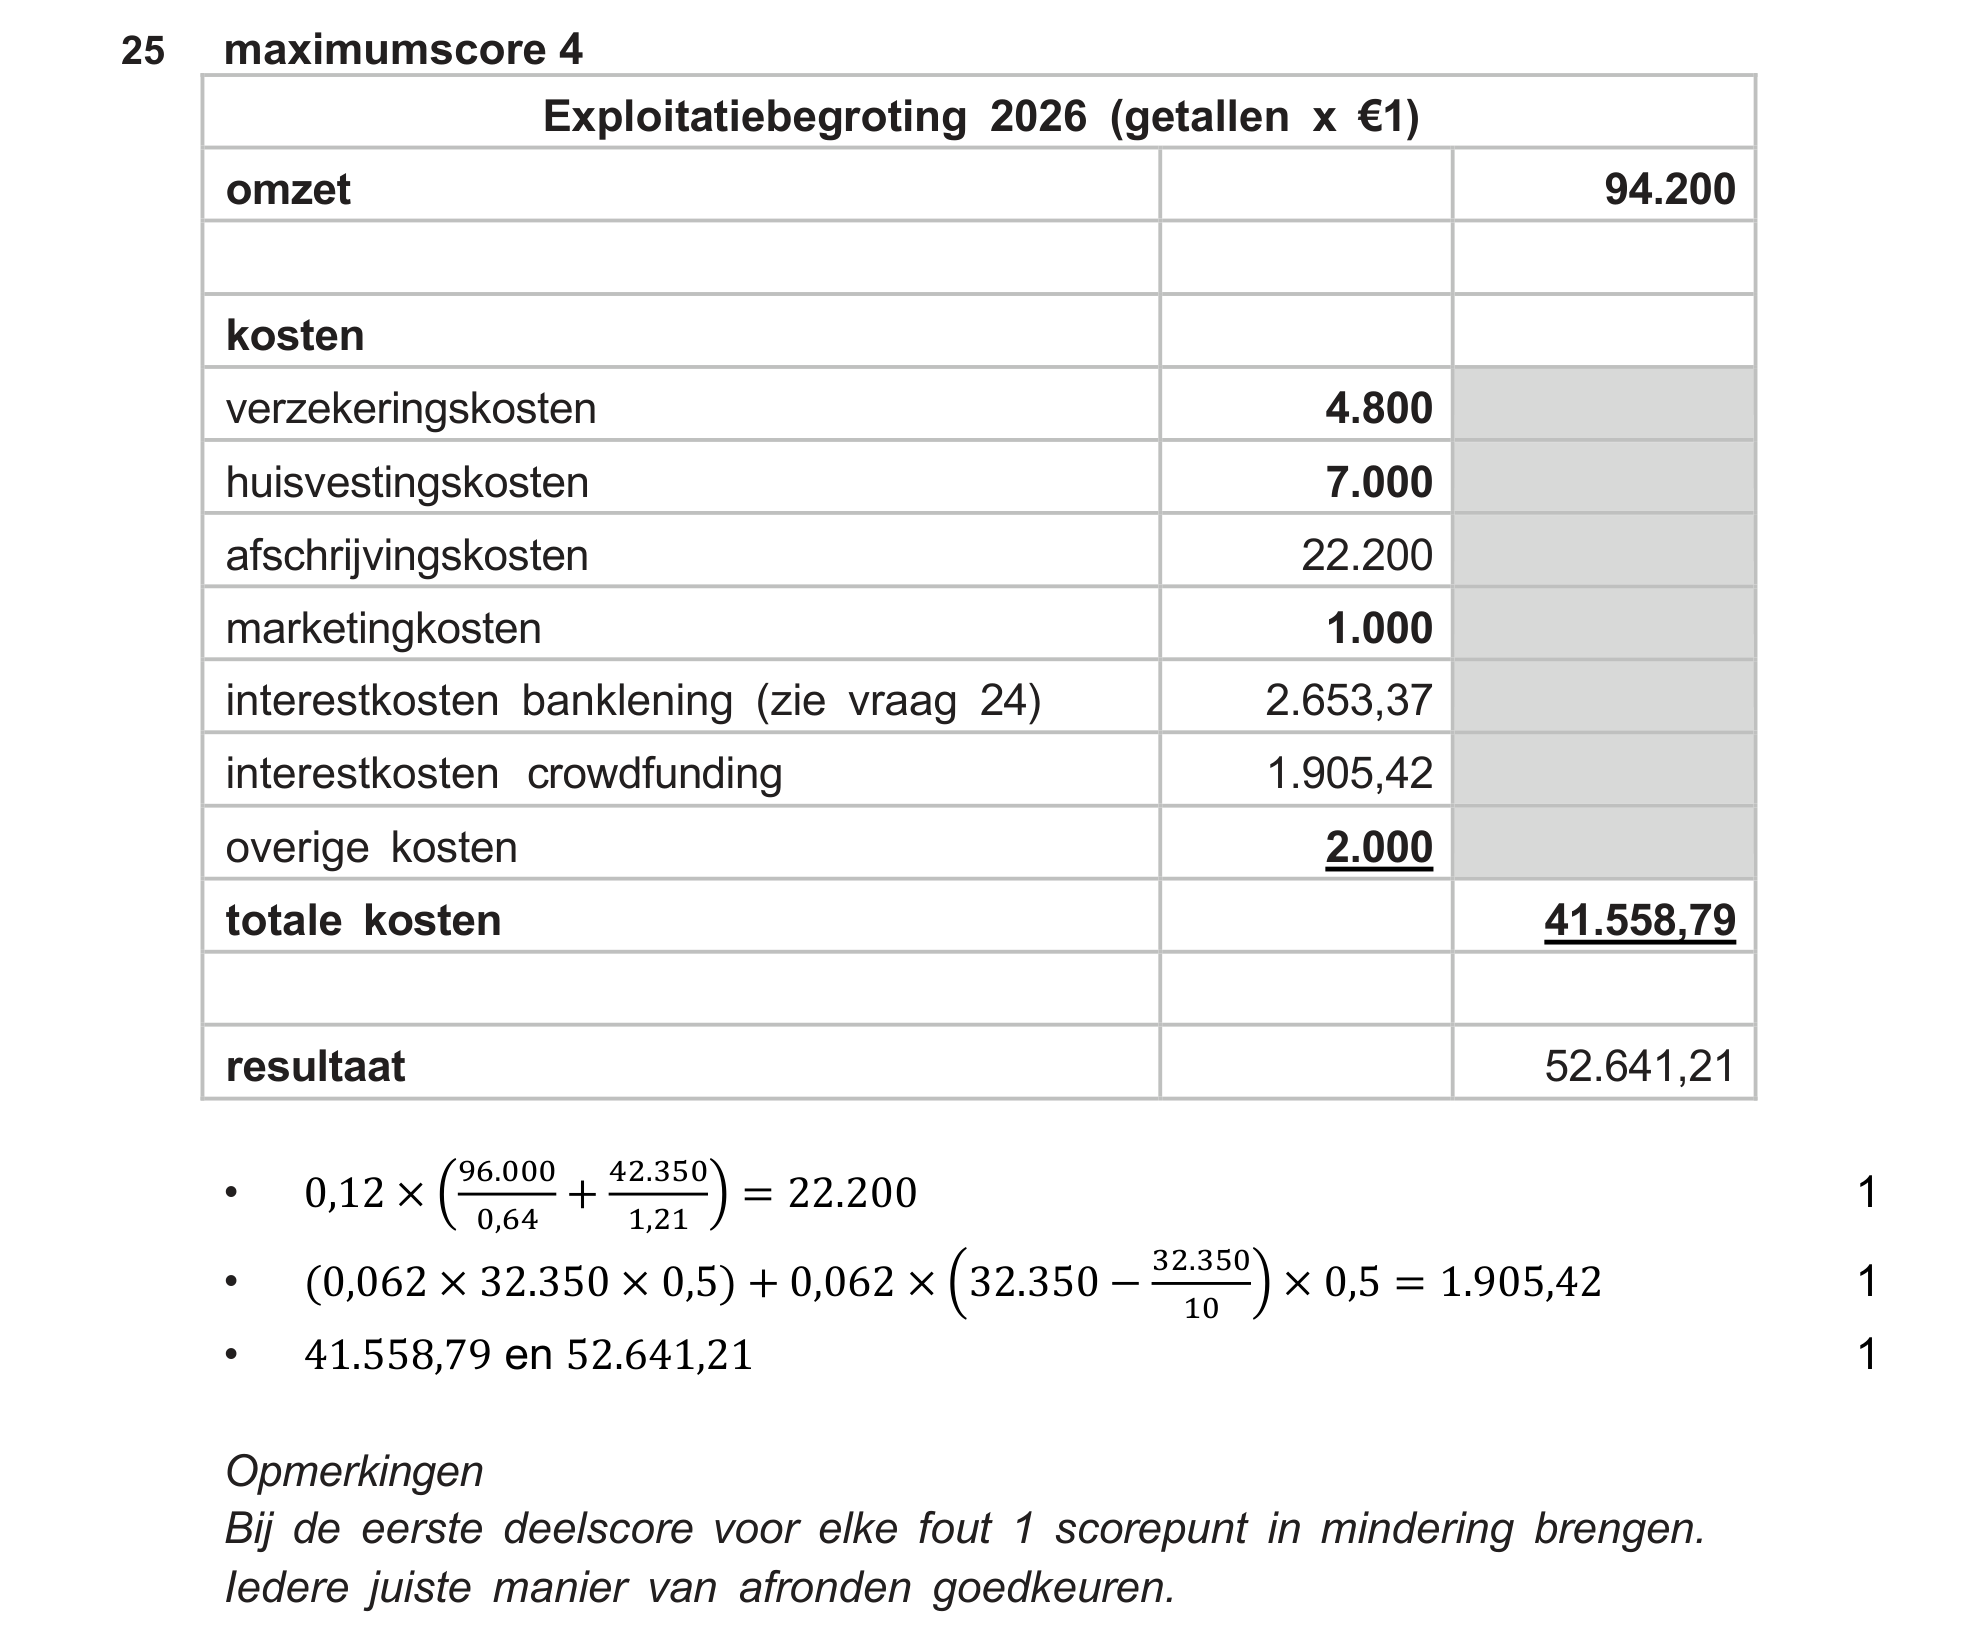 25 maximumscore 4
Exploitatiebegroting 2026 (getallen x €1)
omzet 94.200
kosten
verzekeringskosten 4.800
huisvestingskosten 7.000
afschrijvingskosten 22.200
marketingkosten 1.000
interestkosten banklening (zie vraag 24) 2.653,37
interestkosten crowdfunding 1.905,42
overige kosten 2.000
totale kosten 41.558,79
resultaat 52.641,21
• 0,12 × (96.000/0,64 + 42.350/1,21) = 22.200 1
• (0,062 × 32.350 × 0,5) + 0,062 × (32.350 − 32.350/10) × 0,5 = 1.905,42 1
• 41.558,79 en 52.641,21 1
Opmerkingen
Bij de eerste deelscore voor elke fout 1 scorepunt in mindering brengen.
Iedere juiste manier van afronden goedkeuren.